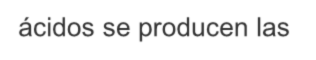 ácidos se producen las